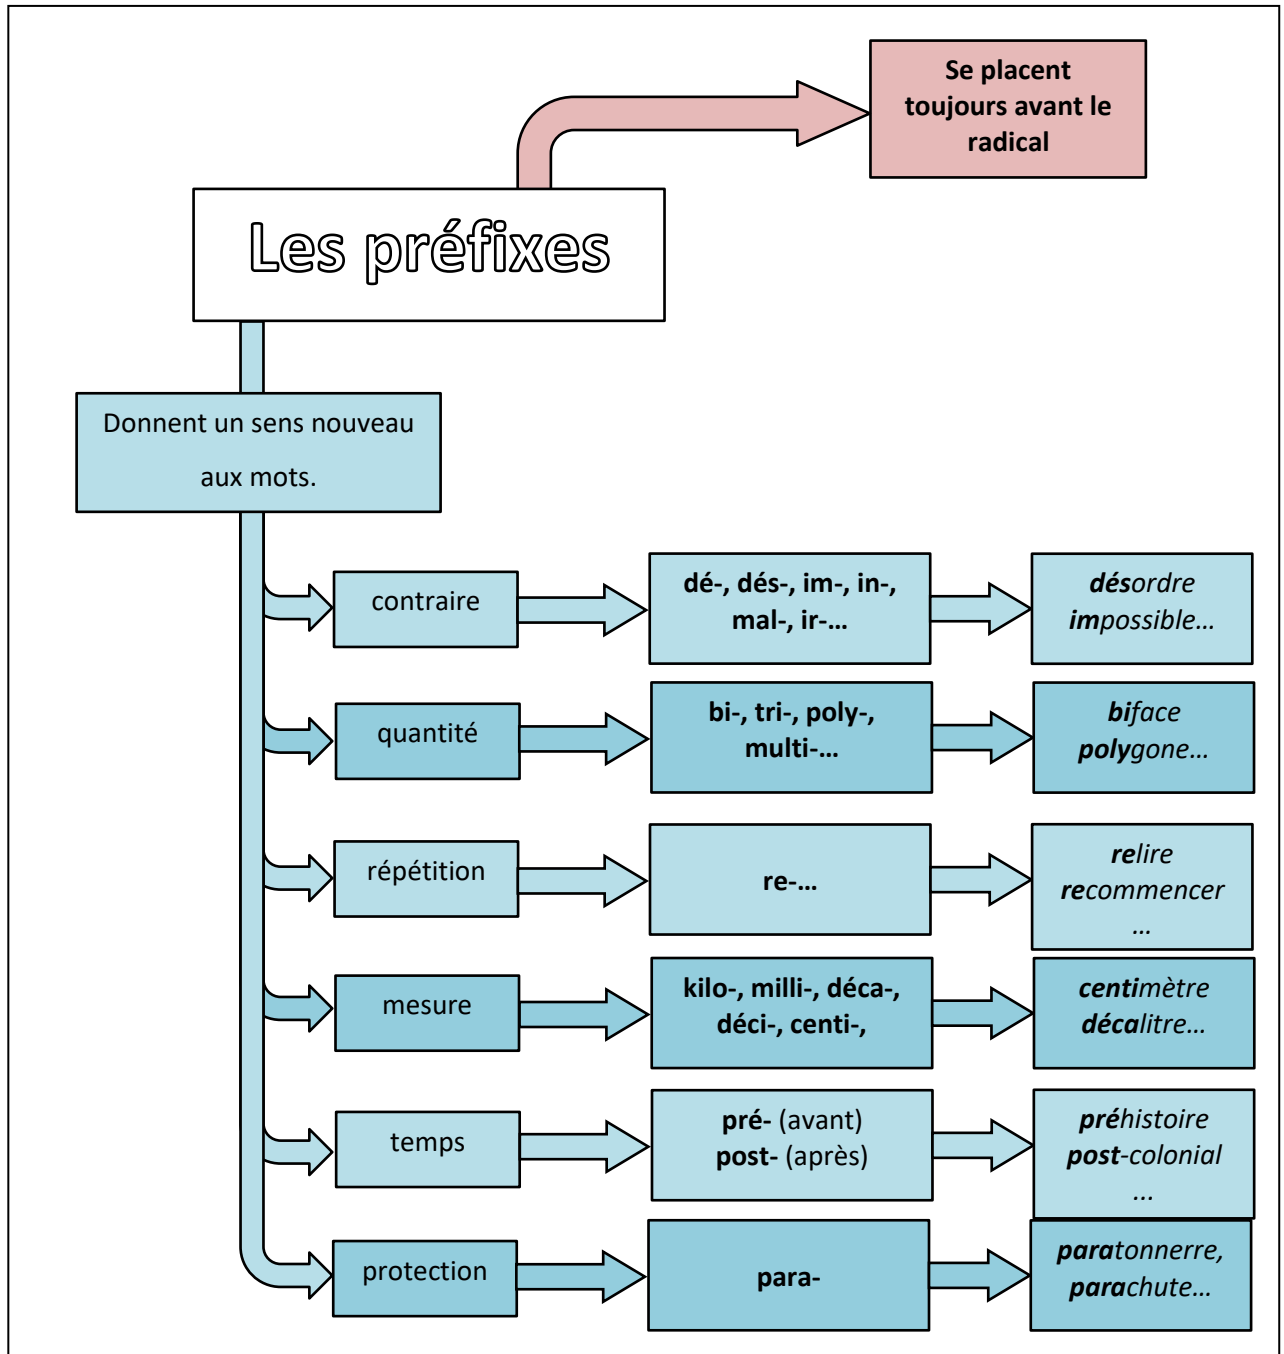 Se placent
toujours avant le
radical
Les préfixes
Donnent un sens nouveau
aux mots.
contraire
dé-, dés-, im-, in-,
mal-, ir-…
désordre
impossible…
quantité
bi-, tri-, poly-,
multi-…
biface
polygone…
répétition
re-…
relire
recommencer
…
mesure
kilo-, milli-, déca-,
déci-, centi-,
centimètre
décalitre…
temps
pré- (avant)
post- (après)
préhistoire
post-colonial
...
protection
para-
paratonnerre,
parachute…